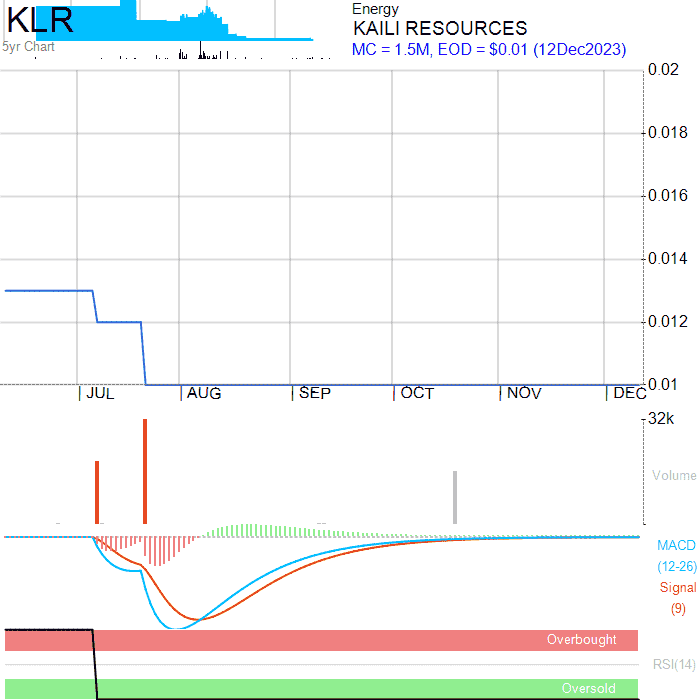 KLR
5yr Chart
Energy
KAILI RESOURCES
MC = 1.5M, EOD = $0.01 (12Dec2023)
0.02
0.018
0.016
0.014
0.012
0.01
JUL
AUG
SEP
OCT
NOV
DEC
32k
Volume
MACD
(12-26)
Signal
(9)
Overbought
RSI(14)
Oversold